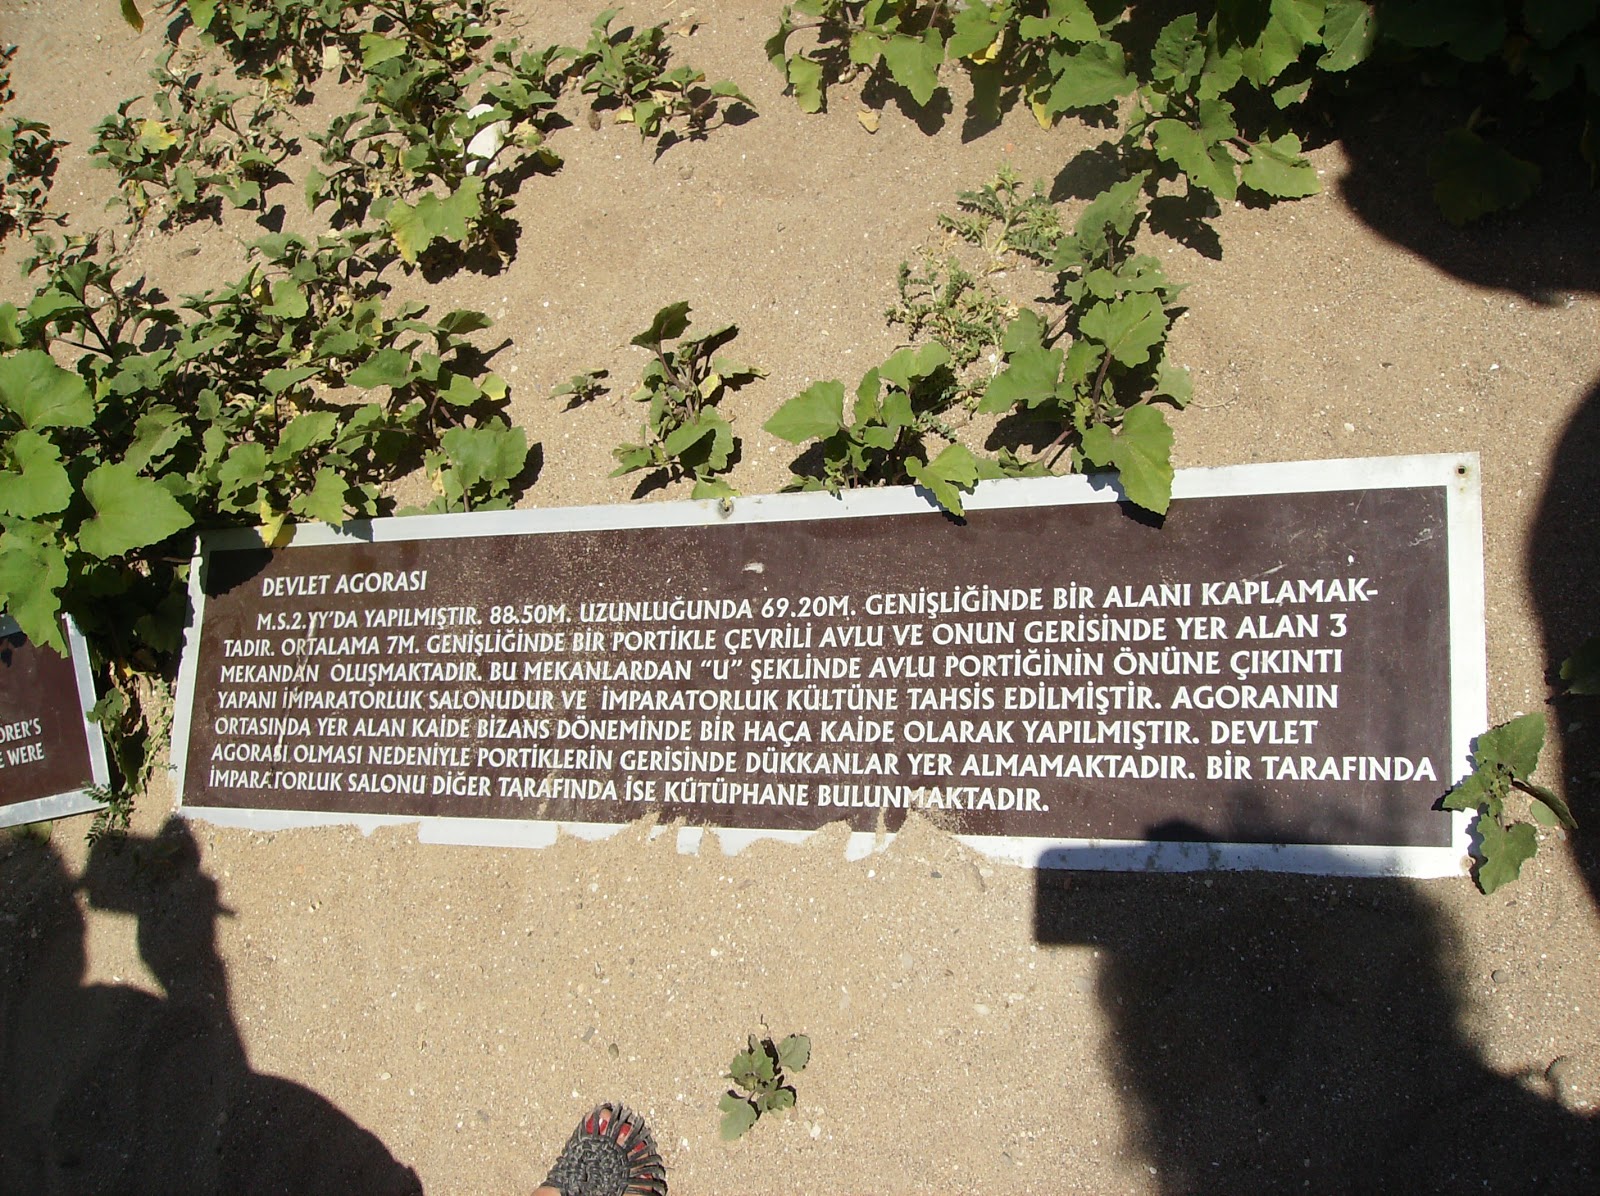 DEVLET AGORASI
M.S.2.YY'DA YAPILMIŞTIR. 88.50M. UZUNLUĞUNDA 69.20M. GENİŞLİĞİNDE BİR ALANI KAPLAMAK-
TADIR. ORTALAMA 7M. GENİŞLİĞİNDE BİR PORTİKLE ÇEVRİLİ AVLU VE ONUN GERİSİNDE YER ALAN 3
MEKANDAN OLUŞMAKTADIR. BU MEKANLARDAN “U” ŞEKLİNDE AVLU PORTİĞİNİN ÖNÜNE ÇIKINTI
YAPANI İMPARATORLUK SALONUDUR VE İMPARATORLUK KÜLTÜNE TAHSİS EDİLMİŞTİR. AGORANIN
ORTASINDA YER ALAN KAİDE BİZANS DÖNEMİNDE BİR HAÇA KAİDE OLARAK YAPILMIŞTIR. DEVLET
AGORASI OLMASI NEDENİYLE PORTİKLERİN GERİSİNDE DÜKKANLAR YER ALMAMAKTADIR. BİR TARAFINDA
İMPARATORLUK SALONU DİĞER TARAFINDA İSE KÜTÜPHANE BULUNMAKTADIR.
ORER'S
E WERE